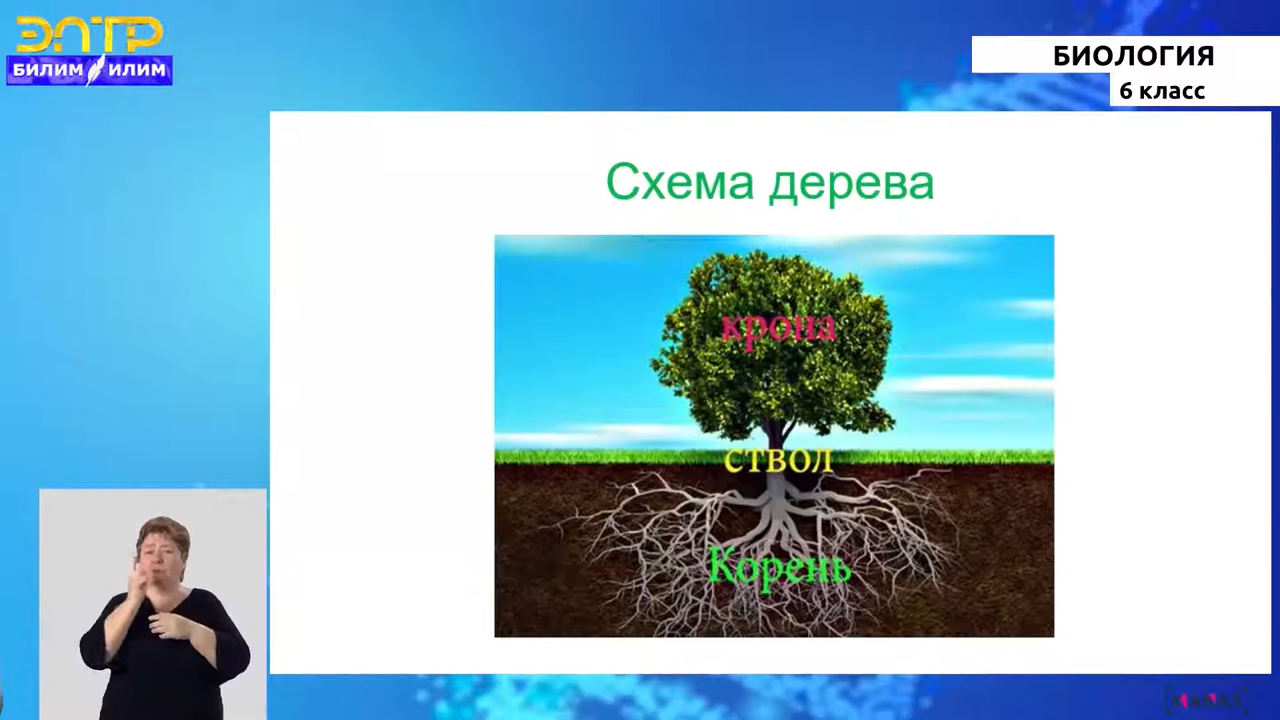 ЭЛТР
БИЛИМ ИЛИМ
БИОЛОГИЯ
6 класс
Схема дерева
крона
ствол
Корень